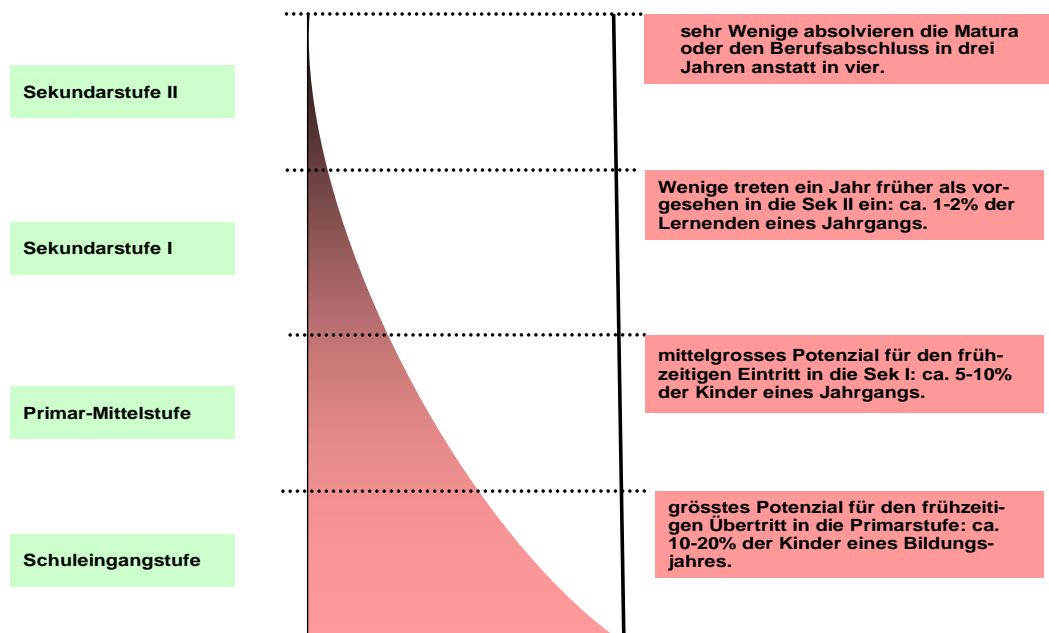 sehr Wenige absolvieren die Matura
oder den Berufsabschluss in drei
Jahren anstatt in vier.
Sekundarstufe II
Wenige treten ein Jahr früher als vor-
gesehen in die Sek II ein: ca. 1-2% der
Lernenden eines Jahrgangs.
Sekundarstufe I
mittelgrosses Potenzial für den früh-
zeitigen Eintritt in die Sek I: ca. 5-10%
der Kinder eines Jahrgangs.
Primar-Mittelstufe
grösstes Potenzial für den frühzeiti-
gen Übertritt in die Primarstufe: ca.
10-20% der Kinder eines Bildungs-
jahres.
Schuleingangstufe